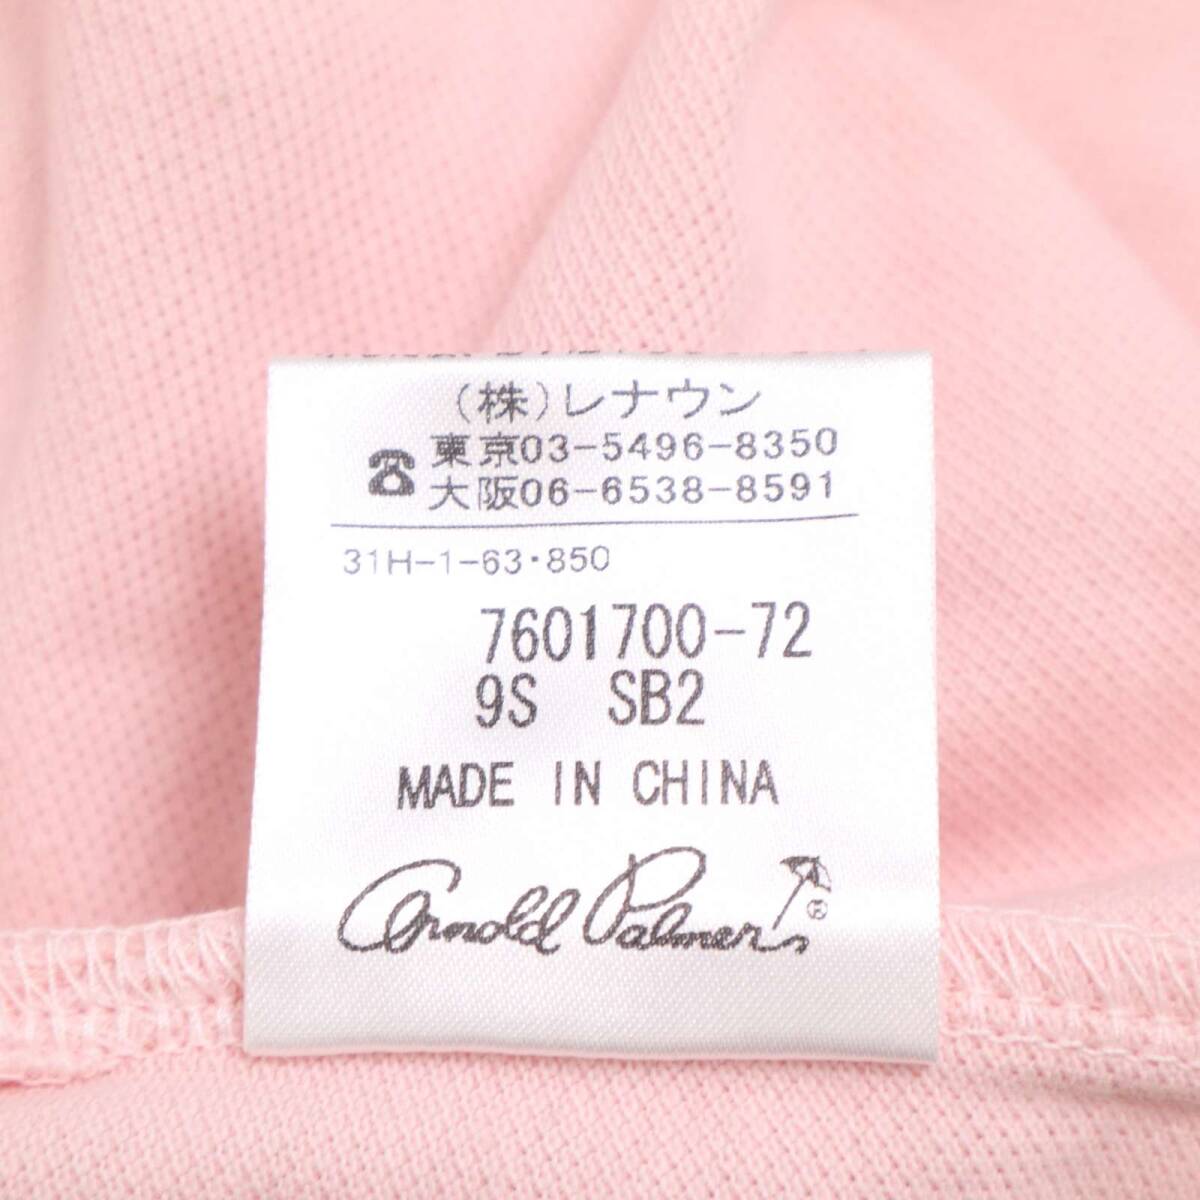 (株)レナウン
☎東京03-5496-8350
大阪06-6538-8591
31H-1-63・850
7601700-72
9S SB2
MADE IN CHINA
Arnold Palmer
®